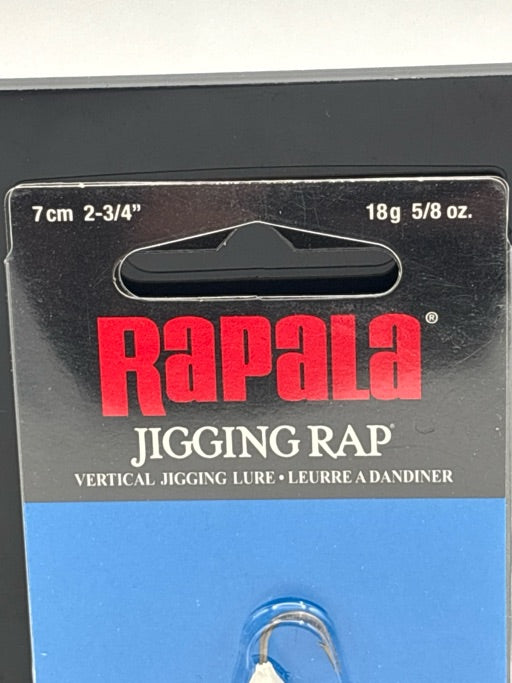 7cm 2-3/4" 18g 5/8 oz.
RAPALA®
JIGGING RAP®
VERTICAL JIGGING LURE • LEURRE A DANDINER